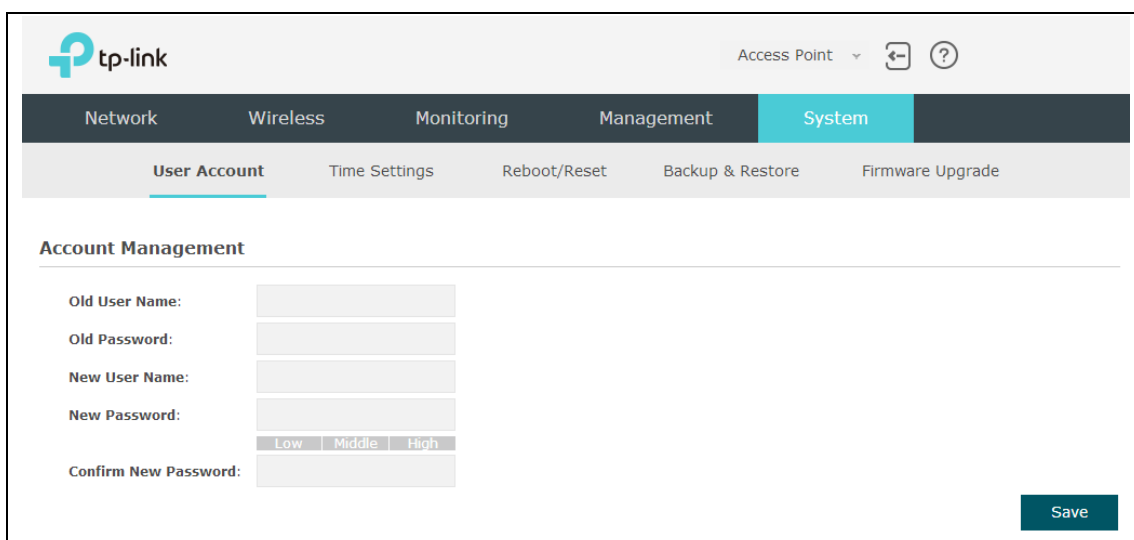 tp-link
Access Point
?
Network Wireless Monitoring Management System
User Account Time Settings Reboot/Reset Backup & Restore Firmware Upgrade
Account Management
Old User Name:
Old Password:
New User Name:
New Password:
Low Middle High
Confirm New Password:
Save